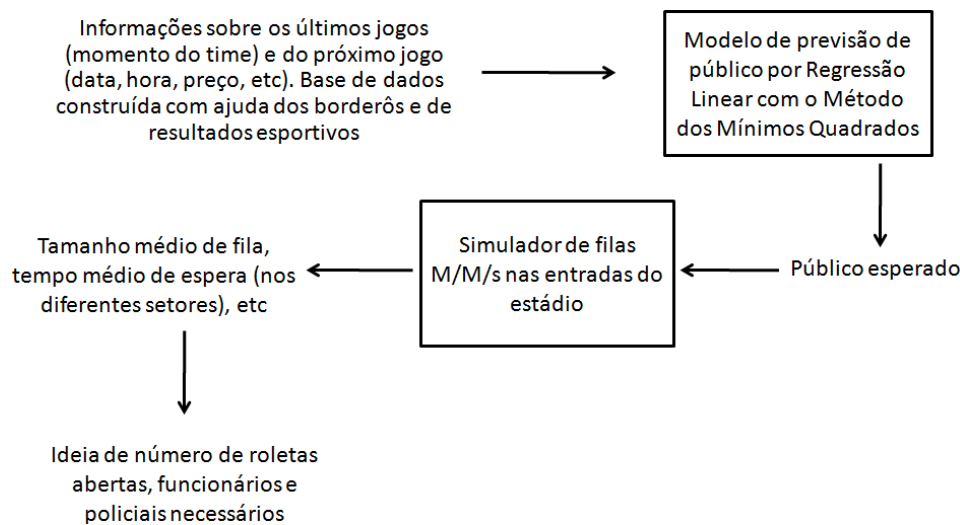 Informações sobre os últimos jogos
(momento do time) e do próximo jogo
(data, hora, preço, etc). Base de dados
construída com ajuda dos borderôs e de
resultados esportivos
Modelo de previsão de
público por Regressão
Linear com o Método
dos Mínimos Quadrados
Público esperado
Simulador de filas
M/M/s nas entradas do
estádio
Tamanho médio de fila,
tempo médio de espera (nos
diferentes setores), etc
Ideia de número de roletas
abertas, funcionários e
policiais necessários